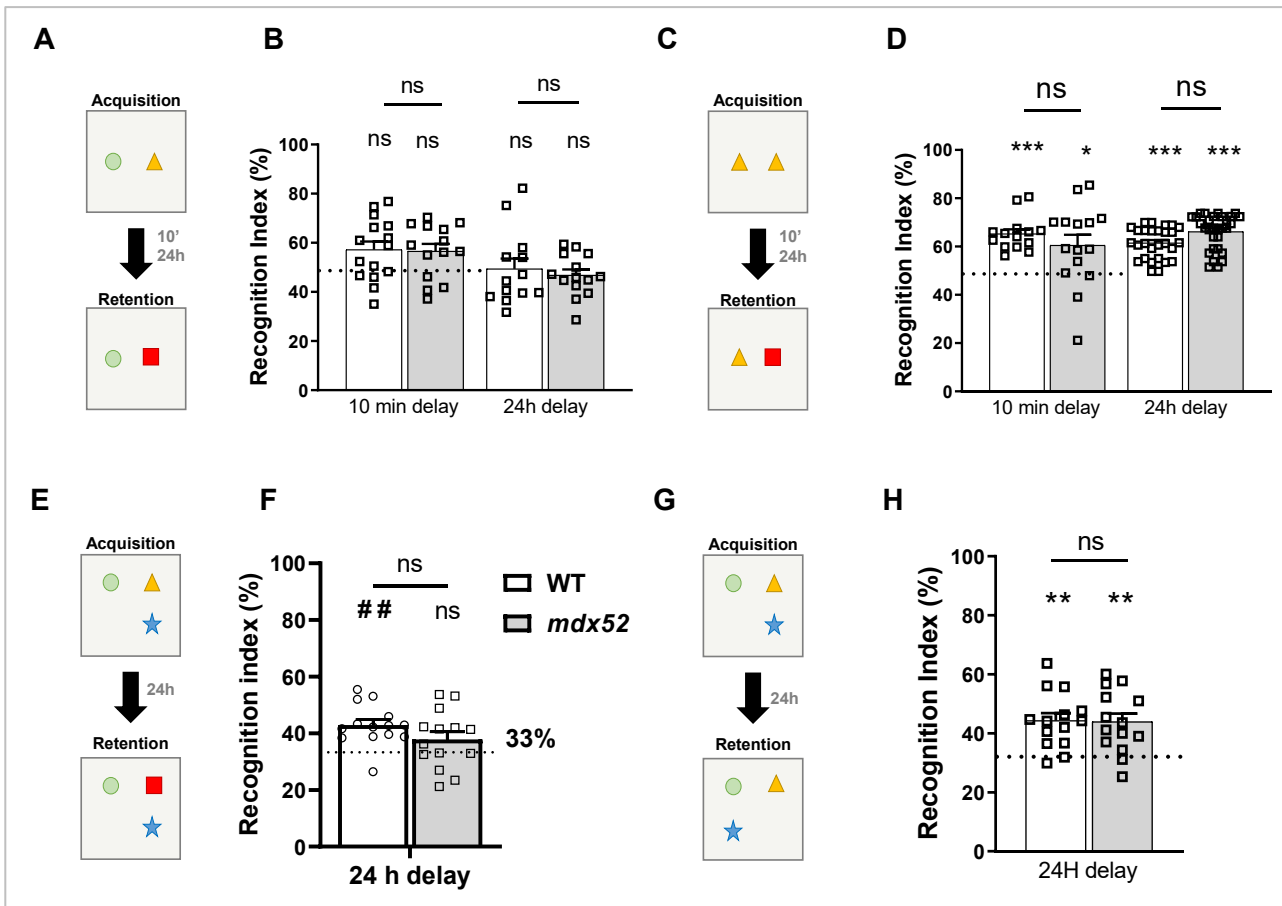 A
Acquisition
10'
24h
Retention
B
ns
ns
ns
ns
ns
ns
Recognition Index (%)
100
80
60
40
20
0
10 min delay
24h delay
C
Acquisition
10'
24h
Retention
D
ns
ns
***
*
***
***
Recognition Index (%)
100
80
60
40
20
0
10 min delay
24h delay
E
Acquisition
24h
Retention
F
ns
##
ns
Recognition index (%)
100
80
60
40
20
0
33%
24 h delay
WT
mdx52
G
Acquisition
24h
Retention
H
ns
**
**
Recognition Index (%)
100
80
60
40
20
0
24H delay